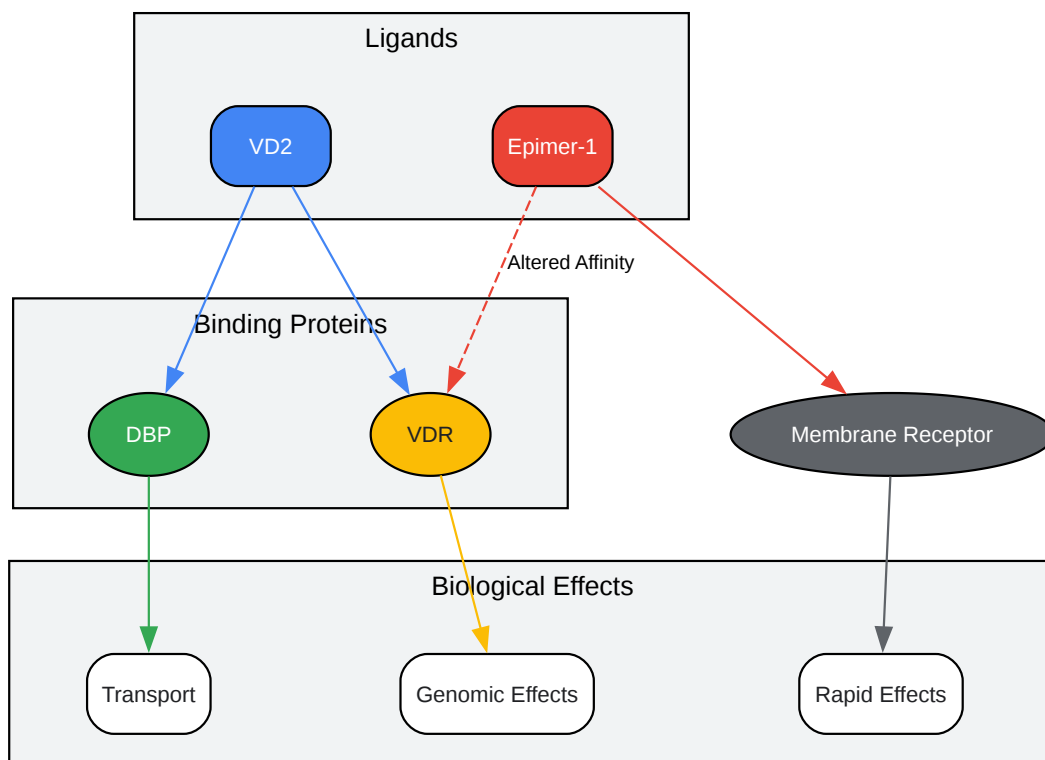 Ligands
VD2
Epimer-1
Altered Affinity
Binding Proteins
DBP
VDR
Membrane Receptor
Biological Effects
Transport
Genomic Effects
Rapid Effects